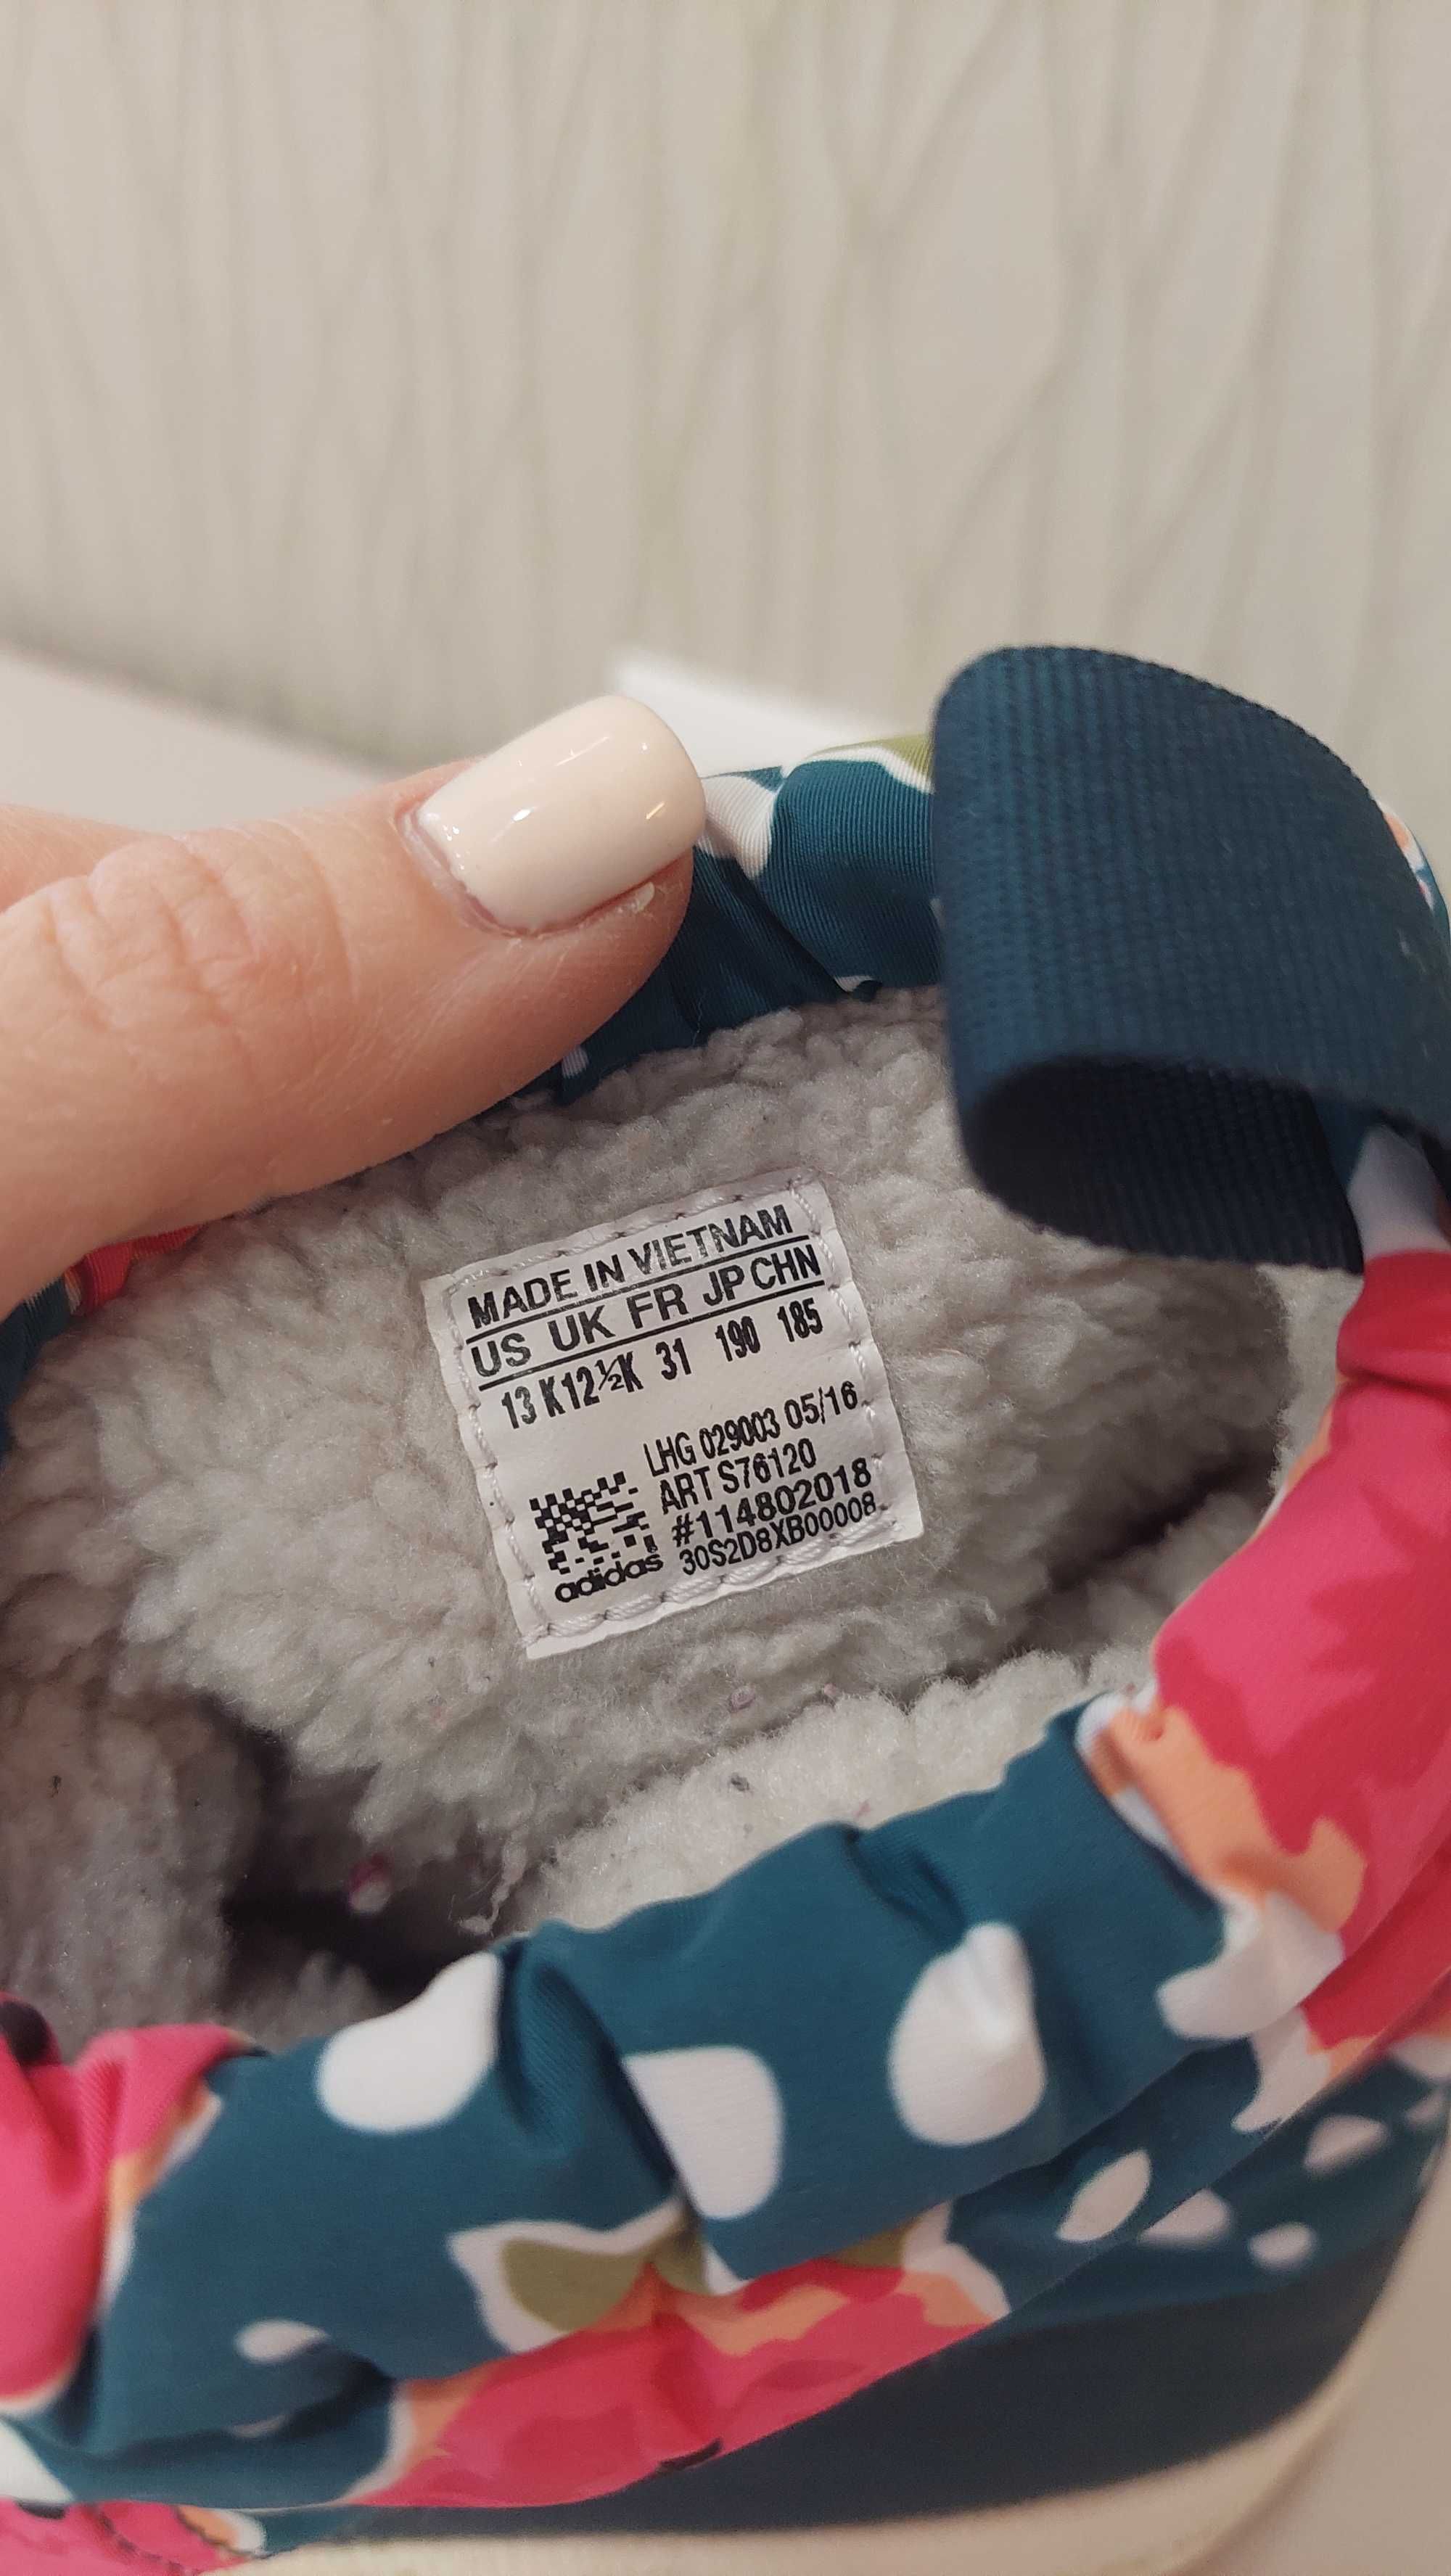 MADE IN VIETNAM
US UK FR JP CHN
13K 12½K 31 190 185
LHG 029003 05/16
ART S76120
#114802018
adidas 30S2D8XB00008